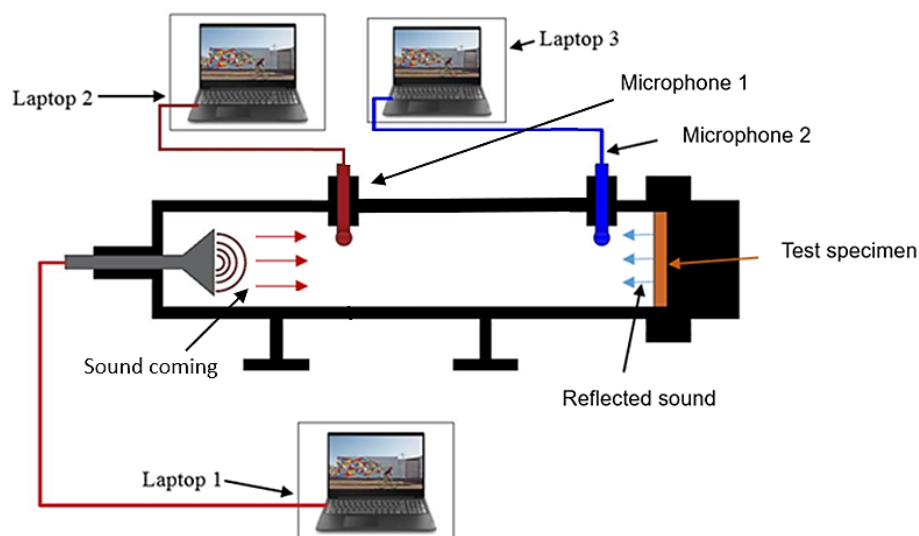 Laptop 3
Laptop 2
Microphone 1
Microphone 2
Test specimen
Sound coming
Reflected sound
Laptop 1